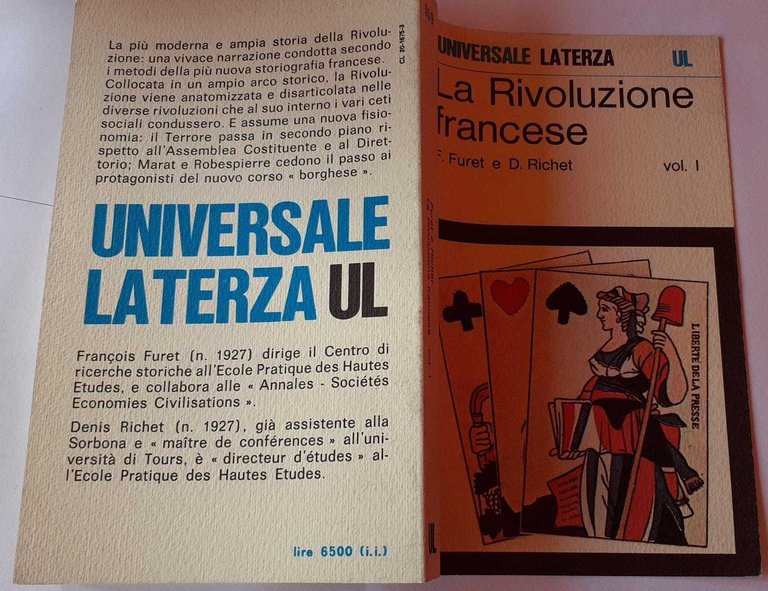 La più moderna e ampia storia della Rivolu-
zione: una vivace narrazione condotta secondo
i metodi della più nuova storiografia francese.
Collocata in un ampio arco storico, la Rivolu-
zione viene anatomizzata e disarticolata nelle
diverse rivoluzioni che al suo interno i vari ceti
sociali condussero. E assume una nuova fisio-
nomia: il Terrore passa in secondo piano ri-
spetto all'Assemblea Costituente e al Diret-
torio; Marat e Robespierre cedono il passo ai
protagonisti del nuovo corso « borghese ».
UNIVERSALE
LATERZA UL
François Furet (n. 1927) dirige il Centro di
ricerche storiche all'Ecole Pratique des Hautes
Etudes, e collabora alle « Annales - Sociétés
Economies Civilisations ».
Denis Richet (n. 1927), già assistente alla
Sorbona e « maître de conférences » all'uni-
versità di Tours, è « directeur d'études » al-
l'Ecole Pratique des Hautes Etudes.
lire 6500 (i.i.)
UL
UNIVERSALE LATERZA UL
La Rivoluzione
francese
F. Furet e D. Richet vol. I
LIBERTÉ DE LA PRESSE